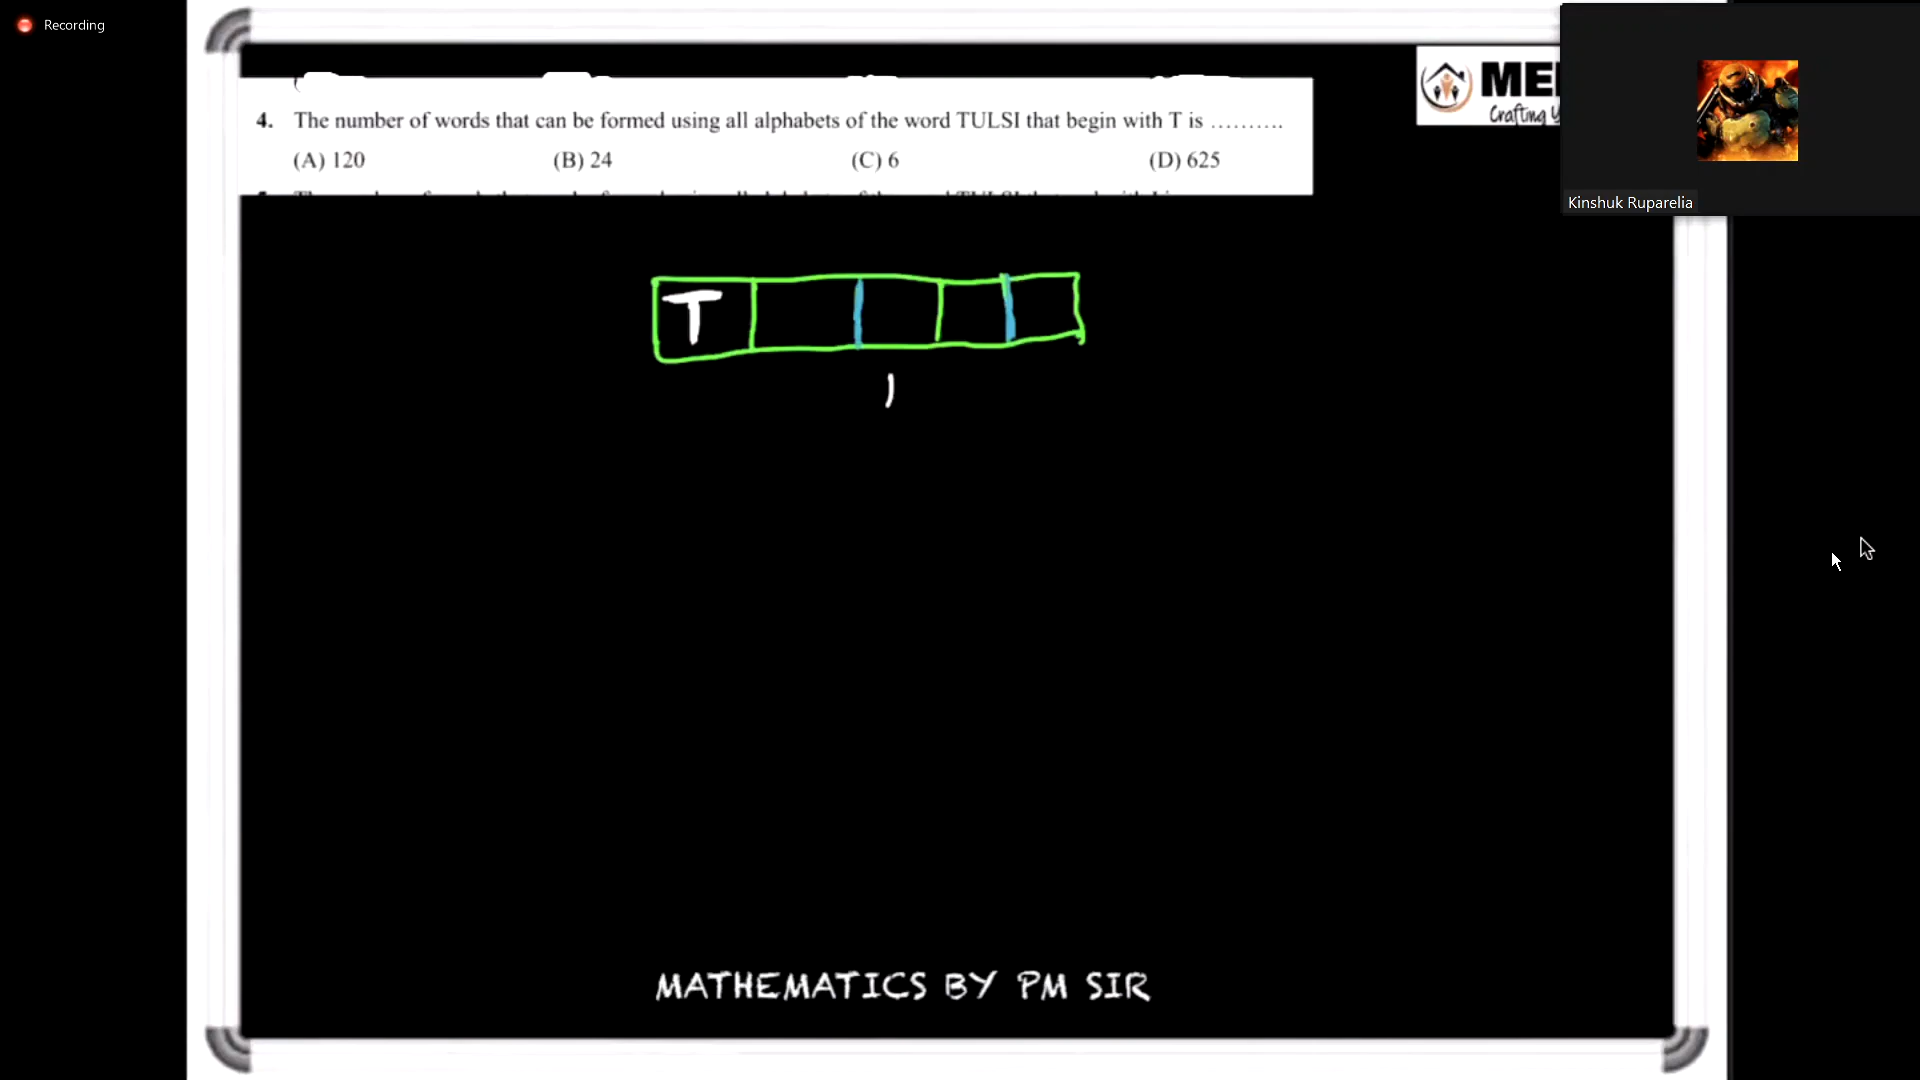 Recording
MEI
Crafting Y
4. The number of words that can be formed using all alphabets of the word TULSI that begin with T is ..........
(A) 120 (B) 24 (C) 6 (D) 625
Kinshuk Ruparelia
T
MATHEMATICS BY PM SIR